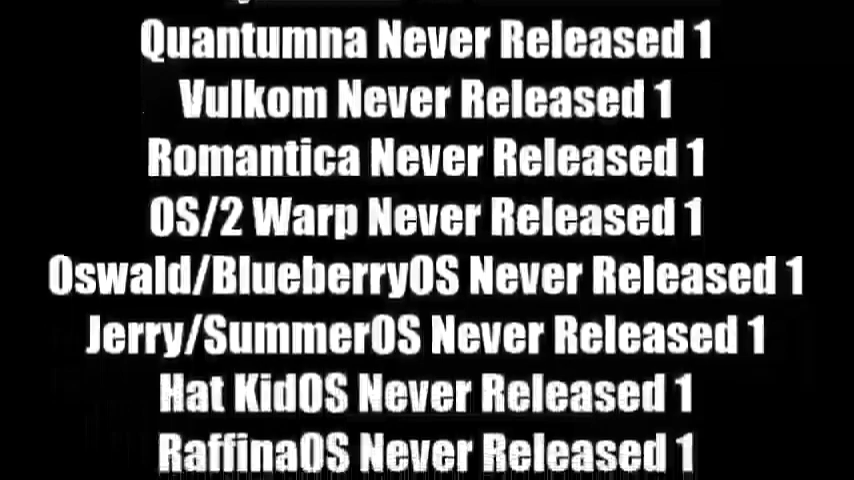 Quantumna Never Released 1
Vulkom Never Released 1
Romantica Never Released 1
OS/2 Warp Never Released 1
Oswald/BlueberryOS Never Released 1
Jerry/SummerOS Never Released 1
Hat KidOS Never Released 1
RaffinaOS Never Released 1